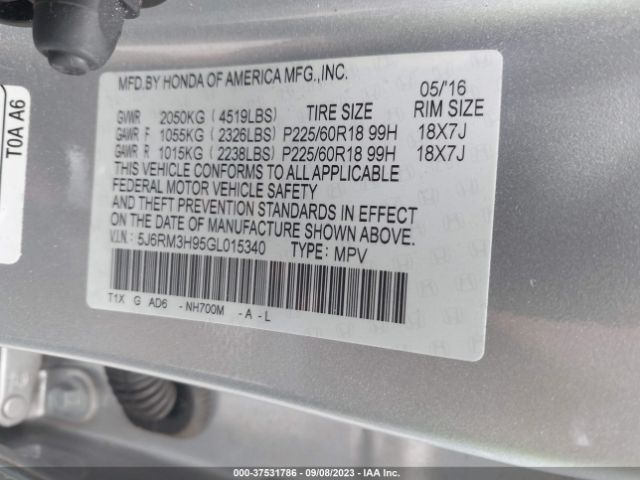 MFD.BY HONDA OF AMERICA MFG.,INC.
05/'16
GVWR 2050KG ( 4519LBS) TIRE SIZE RIM SIZE
GAWR F 1055KG ( 2326LBS) P225/60R18 99H 18X7J
GAWR R 1015KG ( 2238LBS) P225/60R18 99H 18X7J
THIS VEHICLE CONFORMS TO ALL APPLICABLE
FEDERAL MOTOR VEHICLE SAFETY
AND THEFT PREVENTION STANDARDS IN EFFECT
ON THE DATE OF MANUFACTURE SHOWN ABOVE.
V.I.N.: 5J6RM3H95GL015340 TYPE: MPV
T1X G AD6 - NH700M - A - L
T0A A6
000-37531786 - 09/08/2023 - IAA Inc.